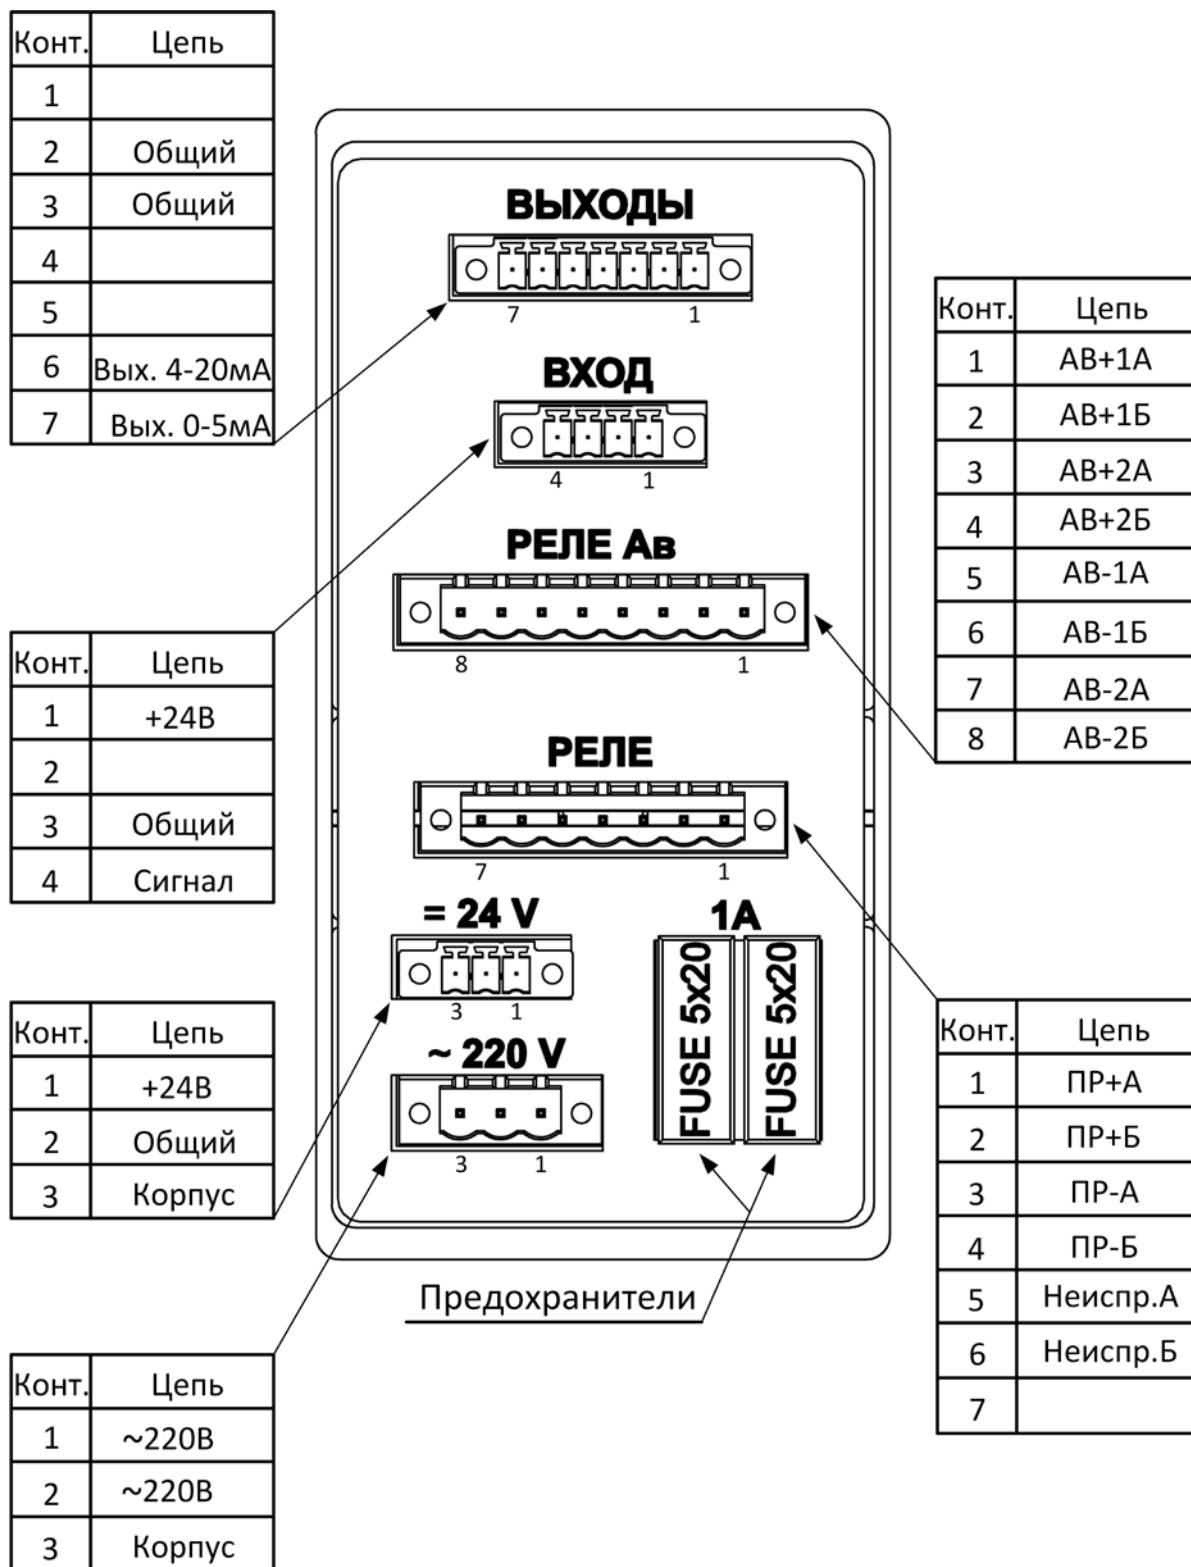 Конт. Цепь
1
2 Общий
3 Общий
4
5
6 Вых. 4-20мА
7 Вых. 0-5мА
ВЫХОДЫ
7 1
ВХОД
4 1
РЕЛЕ Ав
8 1
РЕЛЕ
7 1
= 24 V
3 1
~ 220 V
3 1
1А
FUSE 5x20
FUSE 5x20
Предохранители
Конт. Цепь
1 АВ+1А
2 АВ+1Б
3 АВ+2А
4 АВ+2Б
5 АВ-1А
6 АВ-1Б
7 АВ-2А
8 АВ-2Б
Конт. Цепь
1 +24В
2
3 Общий
4 Сигнал
Конт. Цепь
1 +24В
2 Общий
3 Корпус
Конт. Цепь
1 ПР+А
2 ПР+Б
3 ПР-А
4 ПР-Б
5 Неиспр.А
6 Неиспр.Б
7
Конт. Цепь
1 ~220В
2 ~220В
3 Корпус